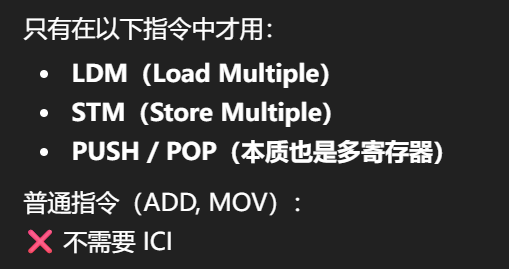 只有在以下指令中才用：
• LDM（Load Multiple）
• STM（Store Multiple）
• PUSH / POP（本质也是多寄存器）
普通指令（ADD, MOV）:
❌ 不需要 ICI